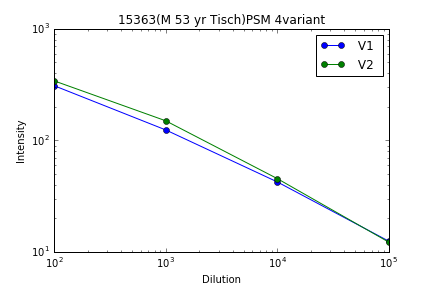 15363(M 53 yr Tisch)PSM 4variant
10³
V1
V2
10²
Intensity
10¹
10² 10³ 10⁴ 10⁵
Dilution